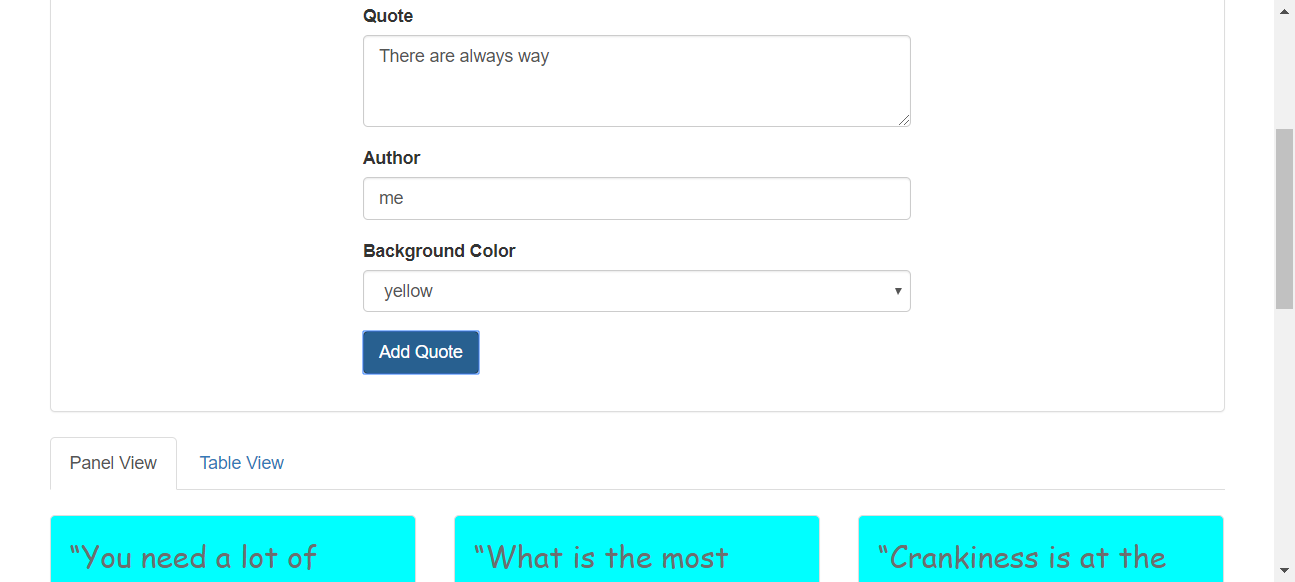 Quote
There are always way
Author
me
Background Color
yellow
Add Quote
Panel View Table View
“You need a lot of
“What is the most
“Crankiness is at the